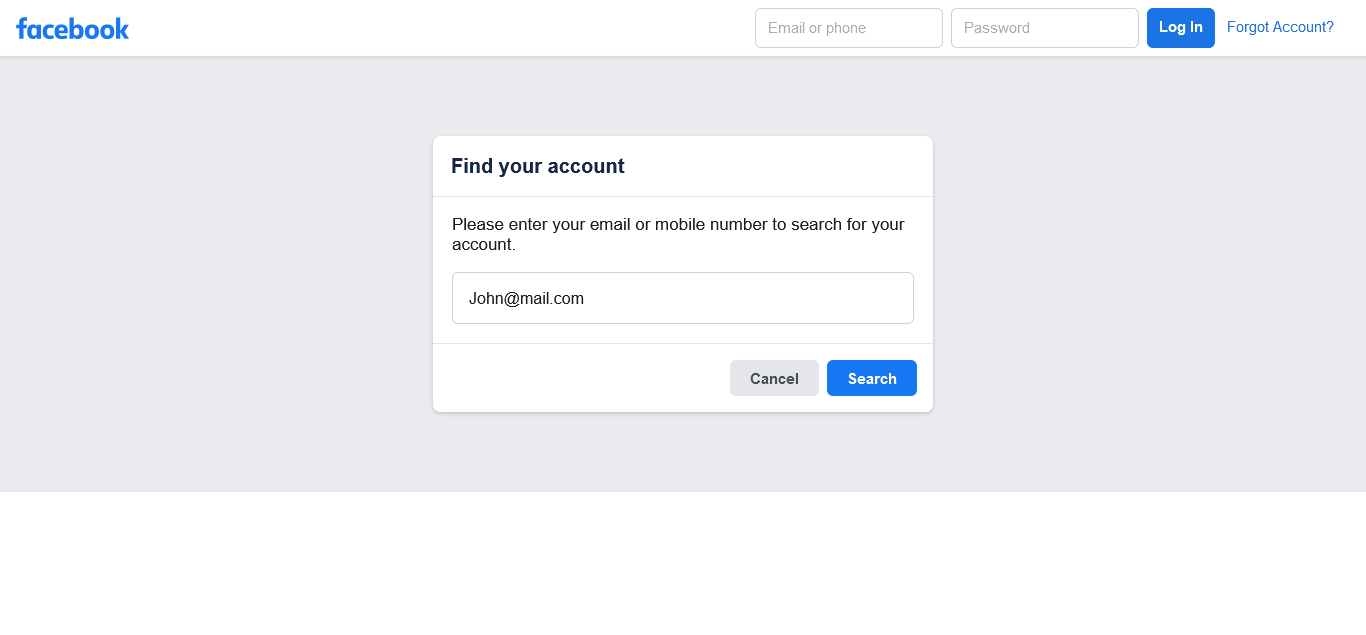 facebook
Email or phone
Password
Log In
Forgot Account?
Find your account
Please enter your email or mobile number to search for your
account.
John@mail.com
Cancel
Search